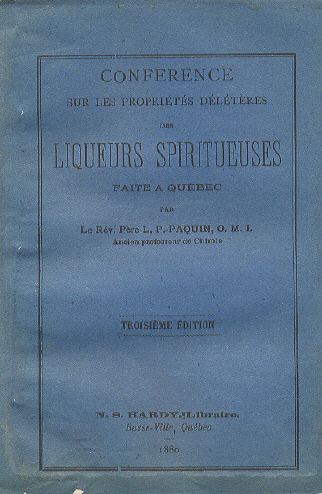 CONFERENCE
SUR LES PROPRIÉTÉS DÉLÉTÈRES
DES
LIQUEURS SPIRITUEUSES
FAITE A QUÉBEC
PAR
Le Rév. Père L. P. PAQUIN, O. M. I.
Ancien professeur de Chimie
TROISIÈME ÉDITION
N. S. HARDY, Libraire.
Basse-Ville, Québec
1880